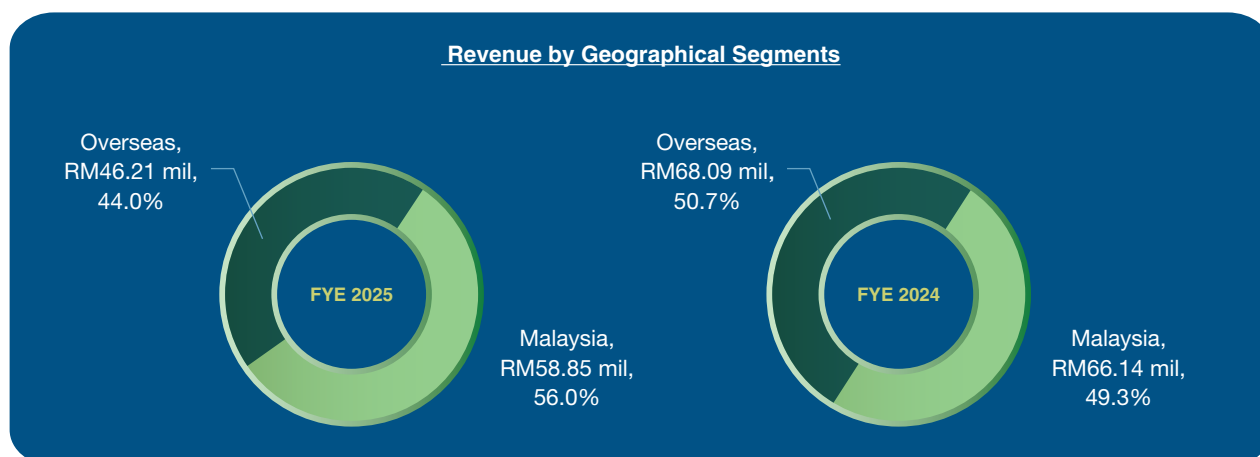 Revenue by Geographical Segments
Overseas,
RM46.21 mil,
44.0%
FYE 2025
Malaysia,
RM58.85 mil,
56.0%
Overseas,
RM68.09 mil,
50.7%
FYE 2024
Malaysia,
RM66.14 mil,
49.3%